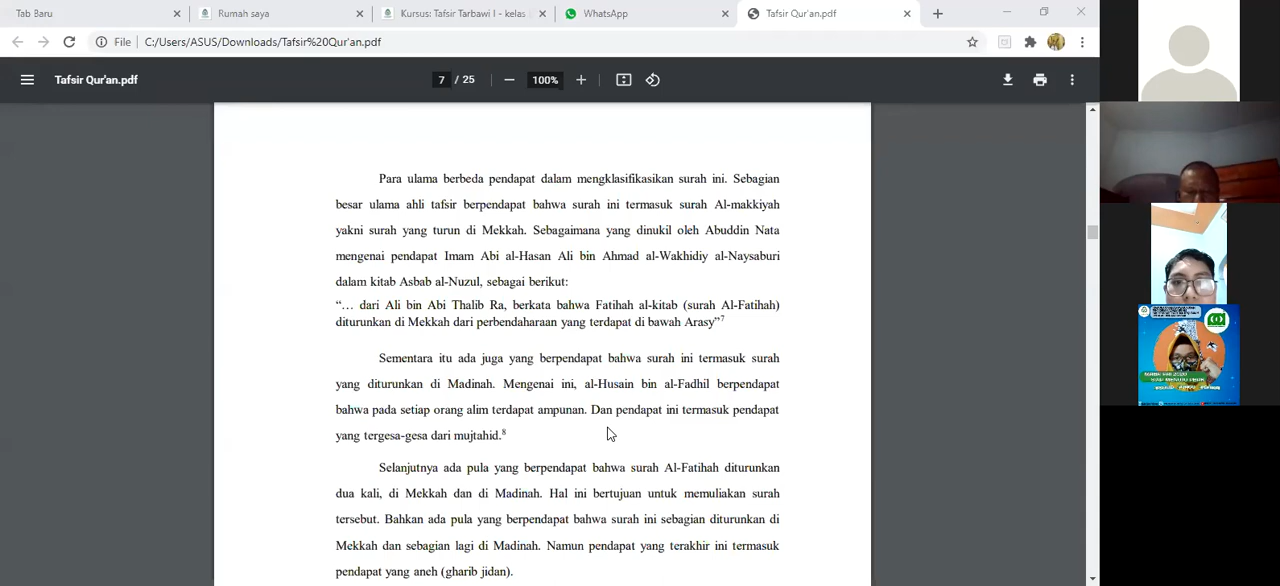 Tab Baru
Rumah saya
Kursus: Tafsir Tarbawi I - kelas
WhatsApp
Tafsir Qur'an.pdf
File
C:/Users/ASUS/Downloads/Tafsir%20Qur'an.pdf
Tafsir Qur'an.pdf
7 / 25
100%
Para ulama berbeda pendapat dalam mengklasifikasikan surah ini. Sebagian
besar ulama ahli tafsir berpendapat bahwa surah ini termasuk surah Al-makkiyah
yakni surah yang turun di Mekkah. Sebagaimana yang dinukil oleh Abuddin Nata
mengenai pendapat Imam Abi al-Hasan Ali bin Ahmad al-Wakhidiy al-Naysaburi
dalam kitab Asbab al-Nuzul, sebagai berikut:
“… dari Ali bin Abi Thalib Ra, berkata bahwa Fatihah al-kitab (surah Al-Fatihah)
diturunkan di Mekkah dari perbendaharaan yang terdapat di bawah Arasy”7
Sementara itu ada juga yang berpendapat bahwa surah ini termasuk surah
yang diturunkan di Madinah. Mengenai ini, al-Husain bin al-Fadhil berpendapat
bahwa pada setiap orang alim terdapat ampunan. Dan pendapat ini termasuk pendapat
yang tergesa-gesa dari mujtahid.8
Selanjutnya ada pula yang berpendapat bahwa surah Al-Fatihah diturunkan
dua kali, di Mekkah dan di Madinah. Hal ini bertujuan untuk memuliakan surah
tersebut. Bahkan ada pula yang berpendapat bahwa surah ini sebagian diturunkan di
Mekkah dan sebagian lagi di Madinah. Namun pendapat yang terakhir ini termasuk
pendapat yang aneh (gharib jidan).